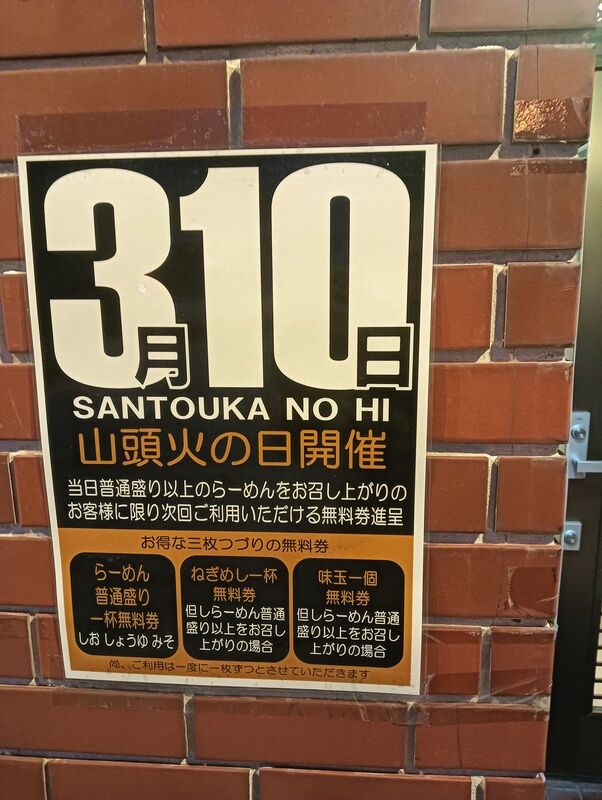 3月10日
SANTOUKA NO HI
山頭火の日開催
当日普通盛り以上のらーめんをお召し上がりの
お客様に限り次回ご利用いただける無料券進呈
お得な三枚つづりの無料券
らーめん
普通盛り
一杯無料券
しお しょうゆ みそ
ねぎめし一杯
無料券
但しらーめん普通
盛り以上をお召し
上がりの場合
味玉一個
無料券
但しらーめん普通
盛り以上をお召し
上がりの場合
尚、ご利用は一度に一枚ずつとさせていただきます